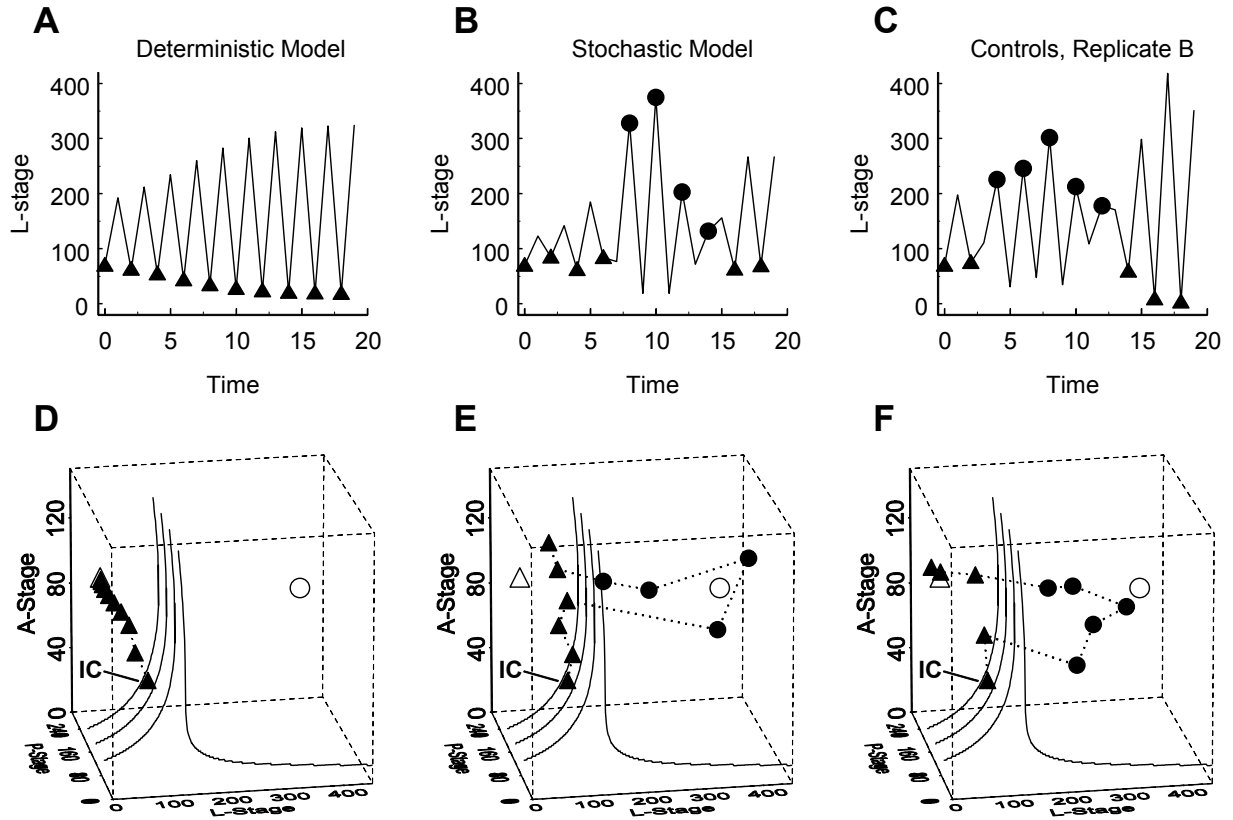 A
B
C
Deterministic Model
Stochastic Model
Controls, Replicate B
L-stage
400
300
200
100
0
0 5 10 15 20
Time
L-stage
400
300
200
100
0
0 5 10 15 20
Time
L-stage
400
300
200
100
0
0 5 10 15 20
Time
D
E
F
A-Stage
120
80
40
0
IC
240
160
80
0
P-Stage
0 100 200 300 400
L-Stage
A-Stage
120
80
40
0
IC
240
160
80
0
P-Stage
0 100 200 300 400
L-Stage
A-Stage
120
80
40
0
IC
240
160
80
0
P-Stage
0 100 200 300 400
L-Stage